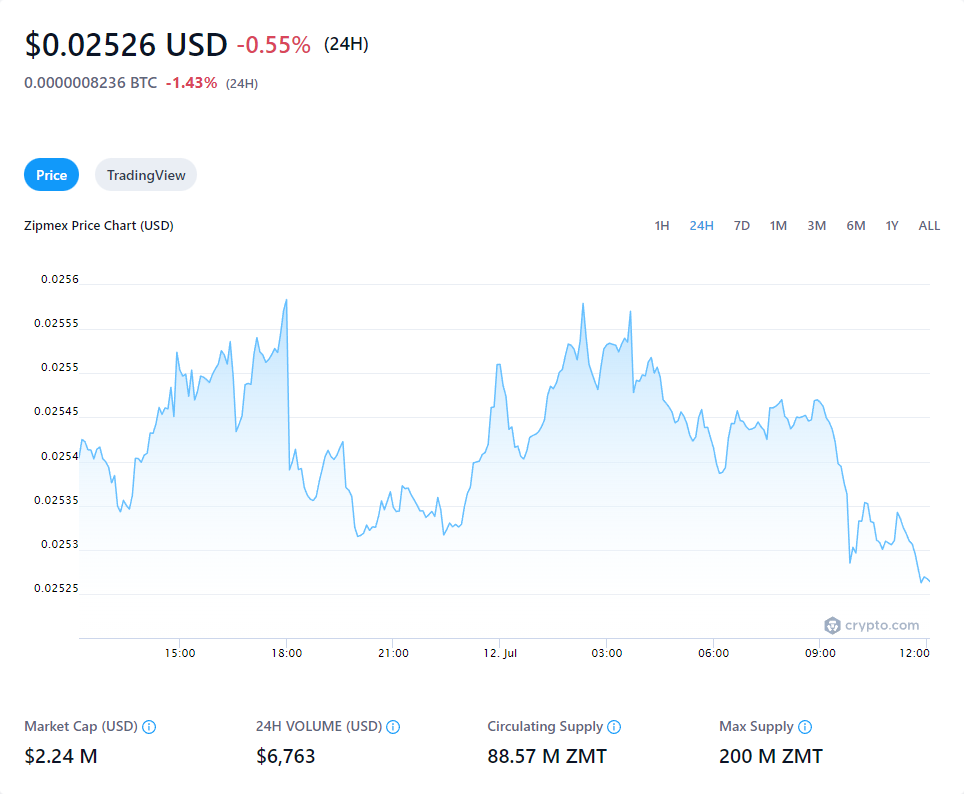 $0.02526 USD -0.55% (24H)
0.0000008236 BTC -1.43% (24H)
Price TradingView
Zipmex Price Chart (USD) 1H 24H 7D 1M 3M 6M 1Y ALL
0.0256
0.02555
0.0255
0.02545
0.0254
0.02535
0.0253
0.02525
crypto.com
15:00 18:00 21:00 12. Jul 03:00 06:00 09:00 12:00
Market Cap (USD) 24H VOLUME (USD) Circulating Supply Max Supply
$2.24 M $6,763 88.57 M ZMT 200 M ZMT